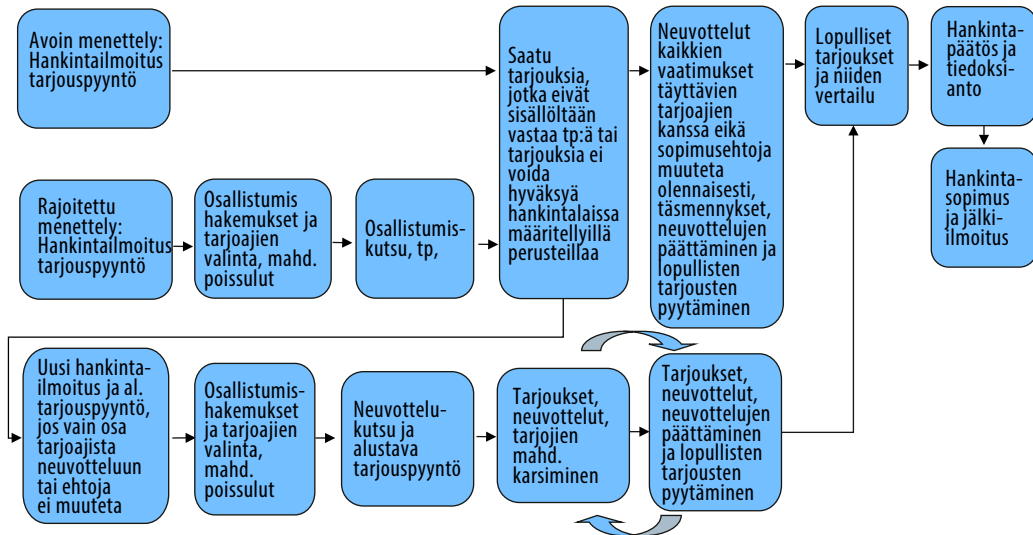 Avoin menettely:
Hankintailmoitus
tarjouspyyntö
Saatu
tarjouksia,
jotka eivät
sisällöltään
vastaa tp:ä tai
tarjouksia ei
voida
hyväksyä
hankintalaissa
määritellyillä
perusteillaa
Neuvottelut
kaikkien
vaatimukset
täyttävien
tarjoajien
kanssa eikä
sopimusehtoja
muuteta
olennaisesti,
täsmennykset,
neuvottelujen
päättäminen ja
lopullisten
tarjousten
pyytäminen
Lopulliset
tarjoukset
ja niiden
vertailu
Hankinta-
päätös ja
tiedoksi-
anto
Hankinta-
sopimus
ja jälki-
ilmoitus
Rajoitettu
menettely:
Hankintailmoitus
tarjouspyyntö
Osallistumis
hakemukset ja
tarjoajien
valinta, mahd.
poissulut
Osallistumis-
kutsu, tp,
Uusi hankinta-
ilmoitus ja al.
tarjouspyyntö,
jos vain osa
tarjoajista
neuvotteluun
tai ehtoja
ei muuteta
Osallistumis-
hakemukset
ja tarjoajien
valinta,
mahd.
poissulut
Neuvottelu-
kutsu ja
alustava
tarjouspyyntö
Tarjoukset,
neuvottelut,
tarjojien
mahd.
karsiminen
Tarjoukset,
neuvottelut,
neuvottelujen
päättäminen
ja lopullisten
tarjousten
pyytäminen